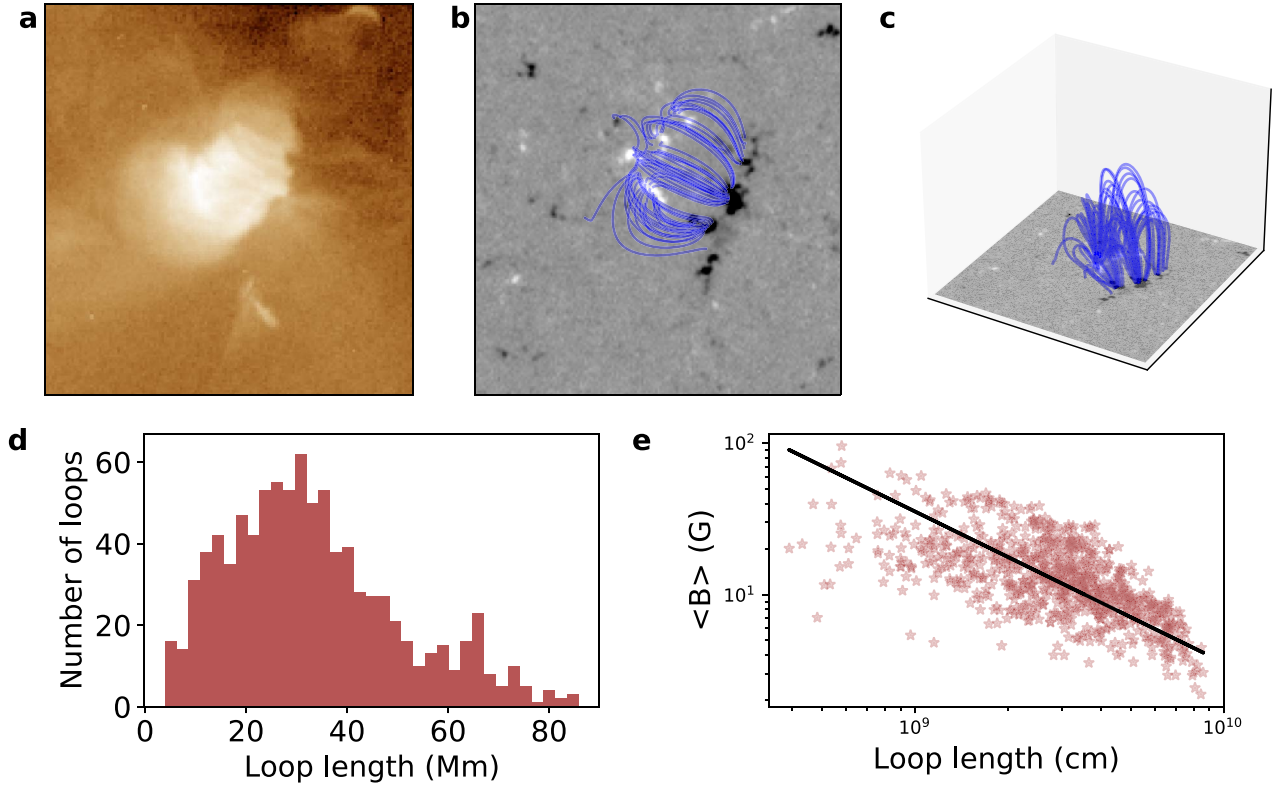 a
b
c
d
Number of loops
60
40
20
0
0 20 40 60 80
Loop length (Mm)
e
<B> (G)
10²
10¹
10⁹ 10¹⁰
Loop length (cm)